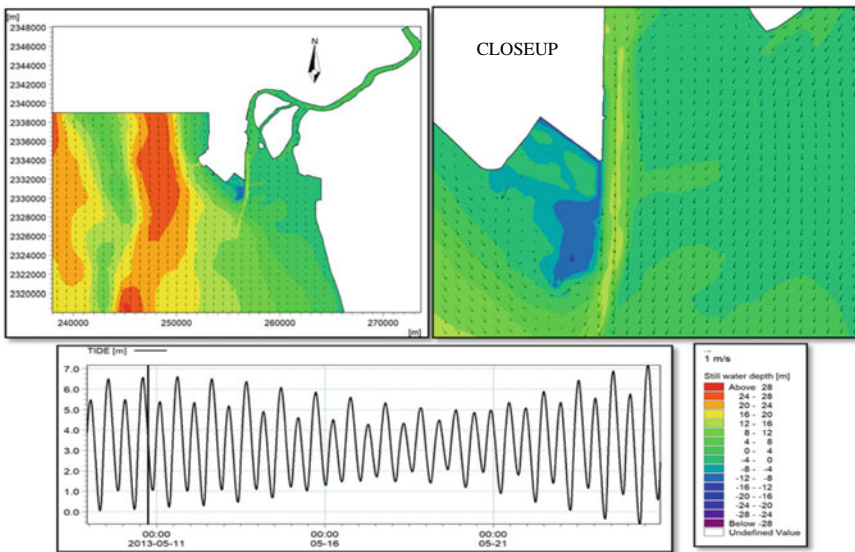 [m]
2348000
2346000
2344000
2342000
2340000
2338000
2336000
2334000
2332000
2330000
2328000
2326000
2324000
2322000
2320000
240000
250000
260000
270000
[m]
N
CLOSEUP
TIDE [m]
7.0
6.0
5.0
4.0
3.0
2.0
1.0
0.0
00:00
2013-05-11
00:00
05-16
00:00
05-21
1 m/s
Still water depth [m]
Above 28
24 - 28
20 - 24
16 - 20
12 - 16
8 - 12
4 - 8
0 - 4
-4 - 0
-8 - -4
-12 - -8
-16 - -12
-20 - -16
-24 - -20
-28 - -24
Below -28
Undefined Value